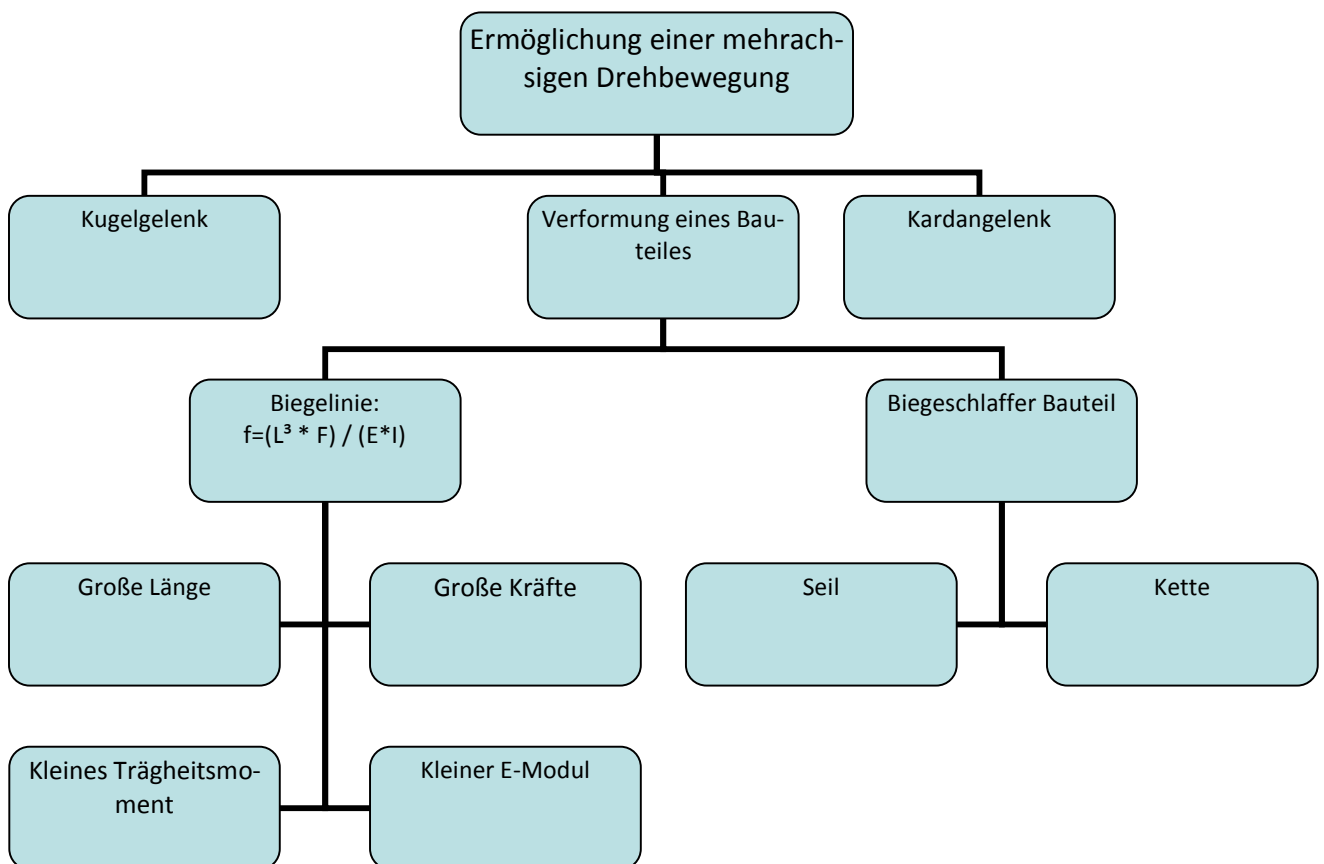 Ermöglichung einer mehrach-
sigen Drehbewegung
Kugelgelenk
Verformung eines Bau-
teiles
Kardangelenk
Biegelinie:
f=(L³ * F) / (E*I)
Biegeschlaffer Bauteil
Große Länge
Große Kräfte
Seil
Kette
Kleines Trägheitsmo-
ment
Kleiner E-Modul